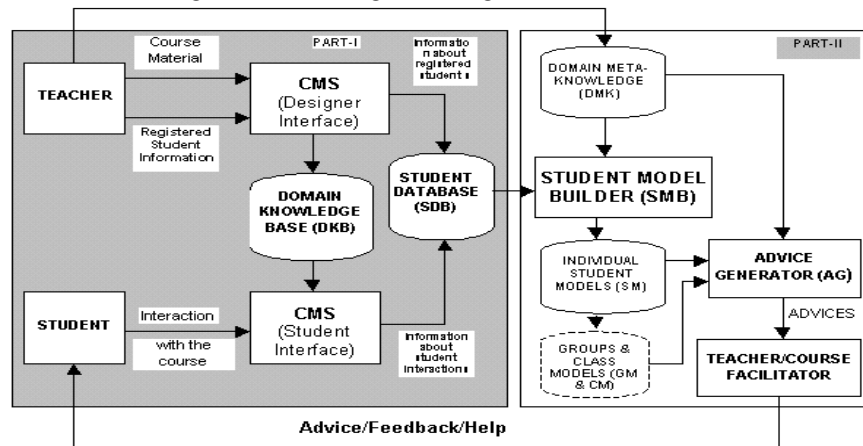 PART-I
Course
Material
TEACHER
Registered
Student
Information
CMS
(Designer
Interface)
Informatio
n about
registered
students
DOMAIN
KNOWLEDGE
BASE (DKB)
STUDENT
DATABASE
(SDB)
STUDENT
Interaction
with the
course
CMS
(Student
Interface)
Information
about
student
interactions
PART-II
DOMAIN META-
KNOWLEDGE
(DMK)
STUDENT MODEL
BUILDER (SMB)
INDIVIDUAL
STUDENT
MODELS (SM)
ADVICE
GENERATOR (AG)
ADVICES
GROUPS &
CLASS
MODELS (GM
& CM)
TEACHER/COURSE
FACILITATOR
Advice/Feedback/Help